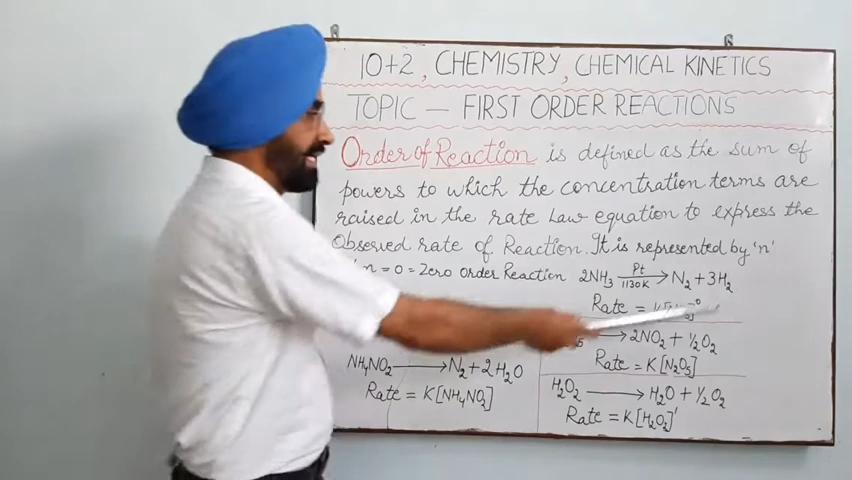 10+2, CHEMISTRY, CHEMICAL KINETICS
TOPIC — FIRST ORDER REACTIONS
Order of Reaction is defined as the sum of
powers to which the concentration terms are
raised in the rate Law equation to express the
Observed rate of Reaction. It is represented by 'n'
n = 0 = Zero Order Reaction
2NH₃ —Pt/1130K→ N₂ + 3H₂
Rate =
→ 2NO₂ + ½O₂
Rate = K[N₂O₅]
NH₄NO₂ → N₂ + 2H₂O
Rate = K[NH₄NO₂]
H₂O₂ → H₂O + ½O₂
Rate = K[H₂O₂]¹